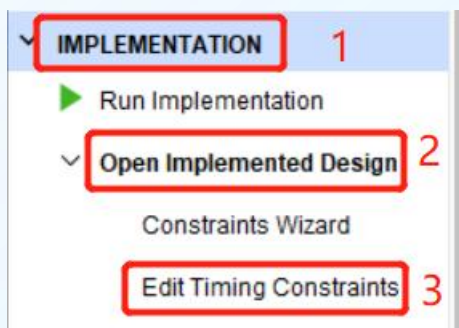 IMPLEMENTATION 1
Run Implementation
Open Implemented Design 2
Constraints Wizard
Edit Timing Constraints 3